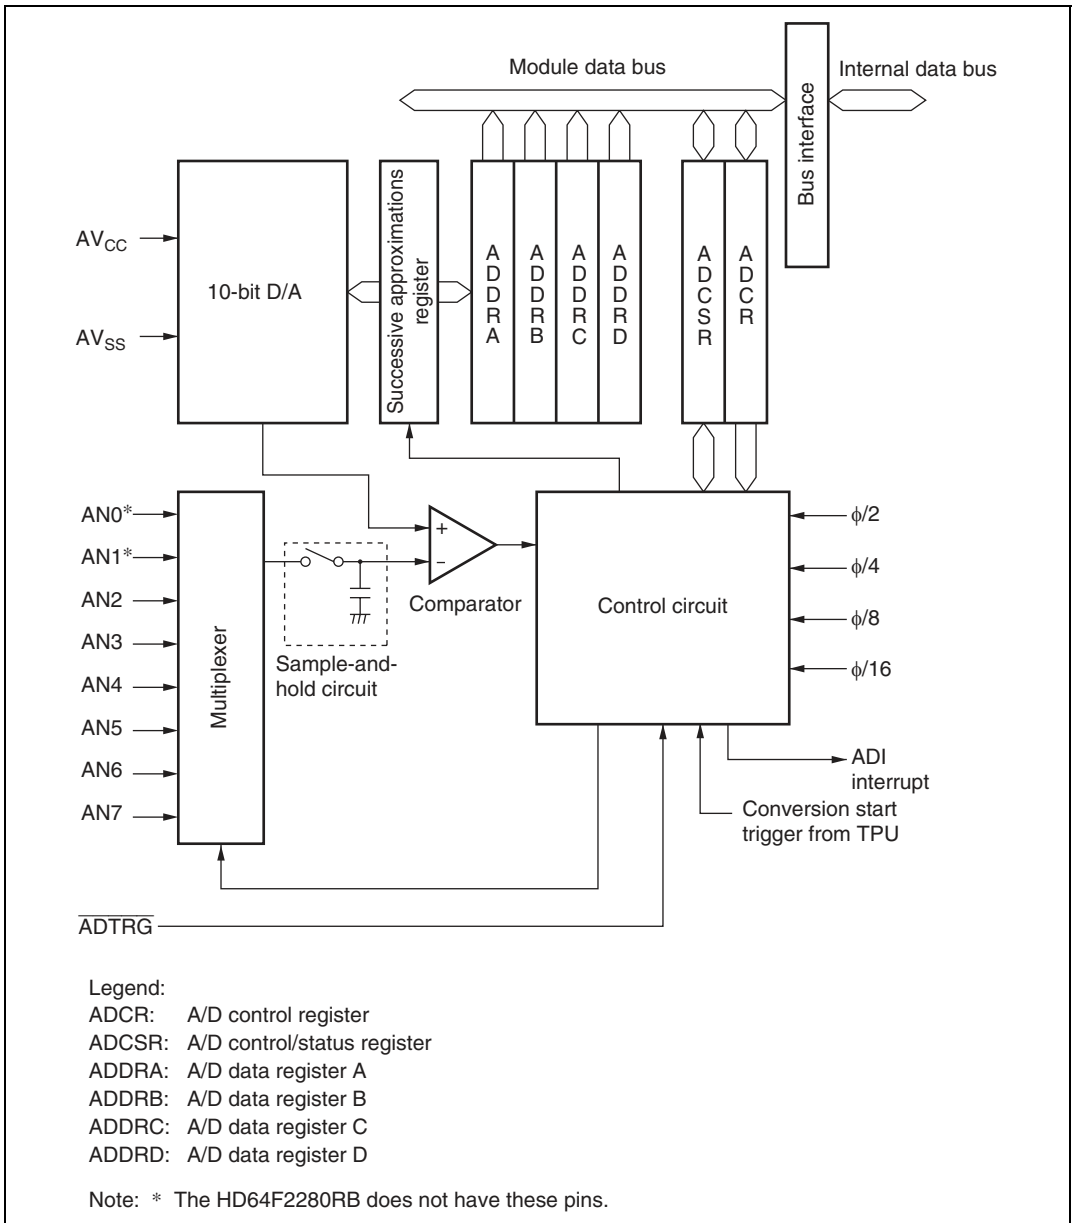 Module data bus
Internal data bus
Bus interface
AVCC
AVSS
10-bit D/A
Successive approximations
register
ADDRA
ADDRB
ADDRC
ADDRD
ADCSR
ADCR
AN0*
AN1*
AN2
AN3
AN4
AN5
AN6
AN7
Multiplexer
+
−
Comparator
Sample-and-
hold circuit
Control circuit
ϕ/2
ϕ/4
ϕ/8
ϕ/16
ADI
interrupt
Conversion start
trigger from TPU
ADTRG
Legend:
ADCR: A/D control register
ADCSR: A/D control/status register
ADDRA: A/D data register A
ADDRB: A/D data register B
ADDRC: A/D data register C
ADDRD: A/D data register D
Note: * The HD64F2280RB does not have these pins.